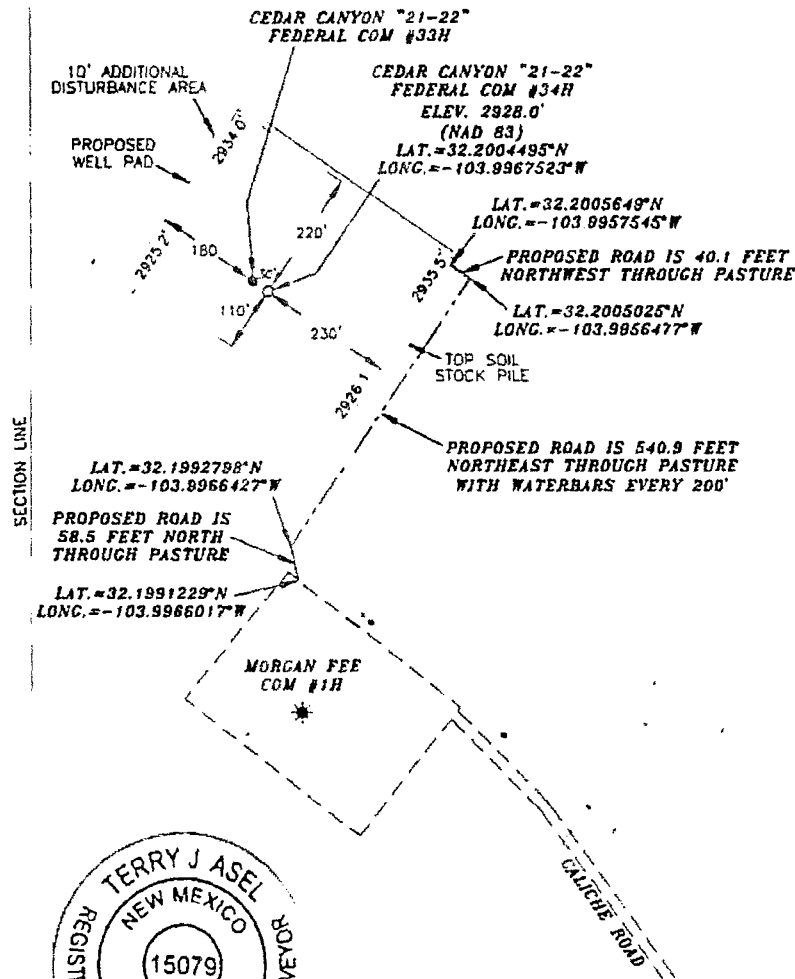 CEDAR CANYON "21-22"
FEDERAL COM #33H
10' ADDITIONAL
DISTURBANCE AREA
CEDAR CANYON "21-22"
FEDERAL COM #34H
ELEV. 2928.0'
(NAD 83)
LAT.=32.2004495°N
LONG.=-103.9967523°W
PROPOSED
WELL PAD
2934.0'
LAT.=32.2005649°N
LONG.=-103.9957545°W
220'
2925.2'
180
30'
2935.5'
PROPOSED ROAD IS 40.1 FEET
NORTHWEST THROUGH PASTURE
110'
230'
LAT.=32.2005025°N
LONG.=-103.9956477°W
TOP SOIL
STOCK PILE
2926.1
SECTION LINE
PROPOSED ROAD IS 540.9 FEET
NORTHEAST THROUGH PASTURE
WITH WATERBARS EVERY 200'
LAT.=32.1992798°N
LONG.=-103.9966427°W
PROPOSED ROAD IS
58.5 FEET NORTH
THROUGH PASTURE
LAT.=32.1991229°N
LONG.=-103.9966017°W
MORGAN FEE
COM #1H
CALICHE ROAD
TERRY J ASEL
NEW MEXICO
15079